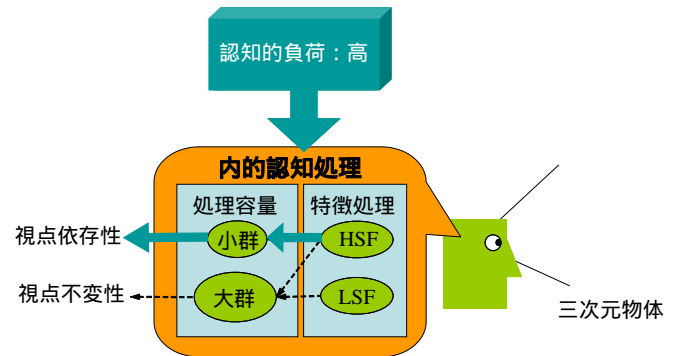 認知的負荷：高
内的認知処理
処理容量
特徴処理
視点依存性
小群
HSF
視点不変性
大群
LSF
三次元物体